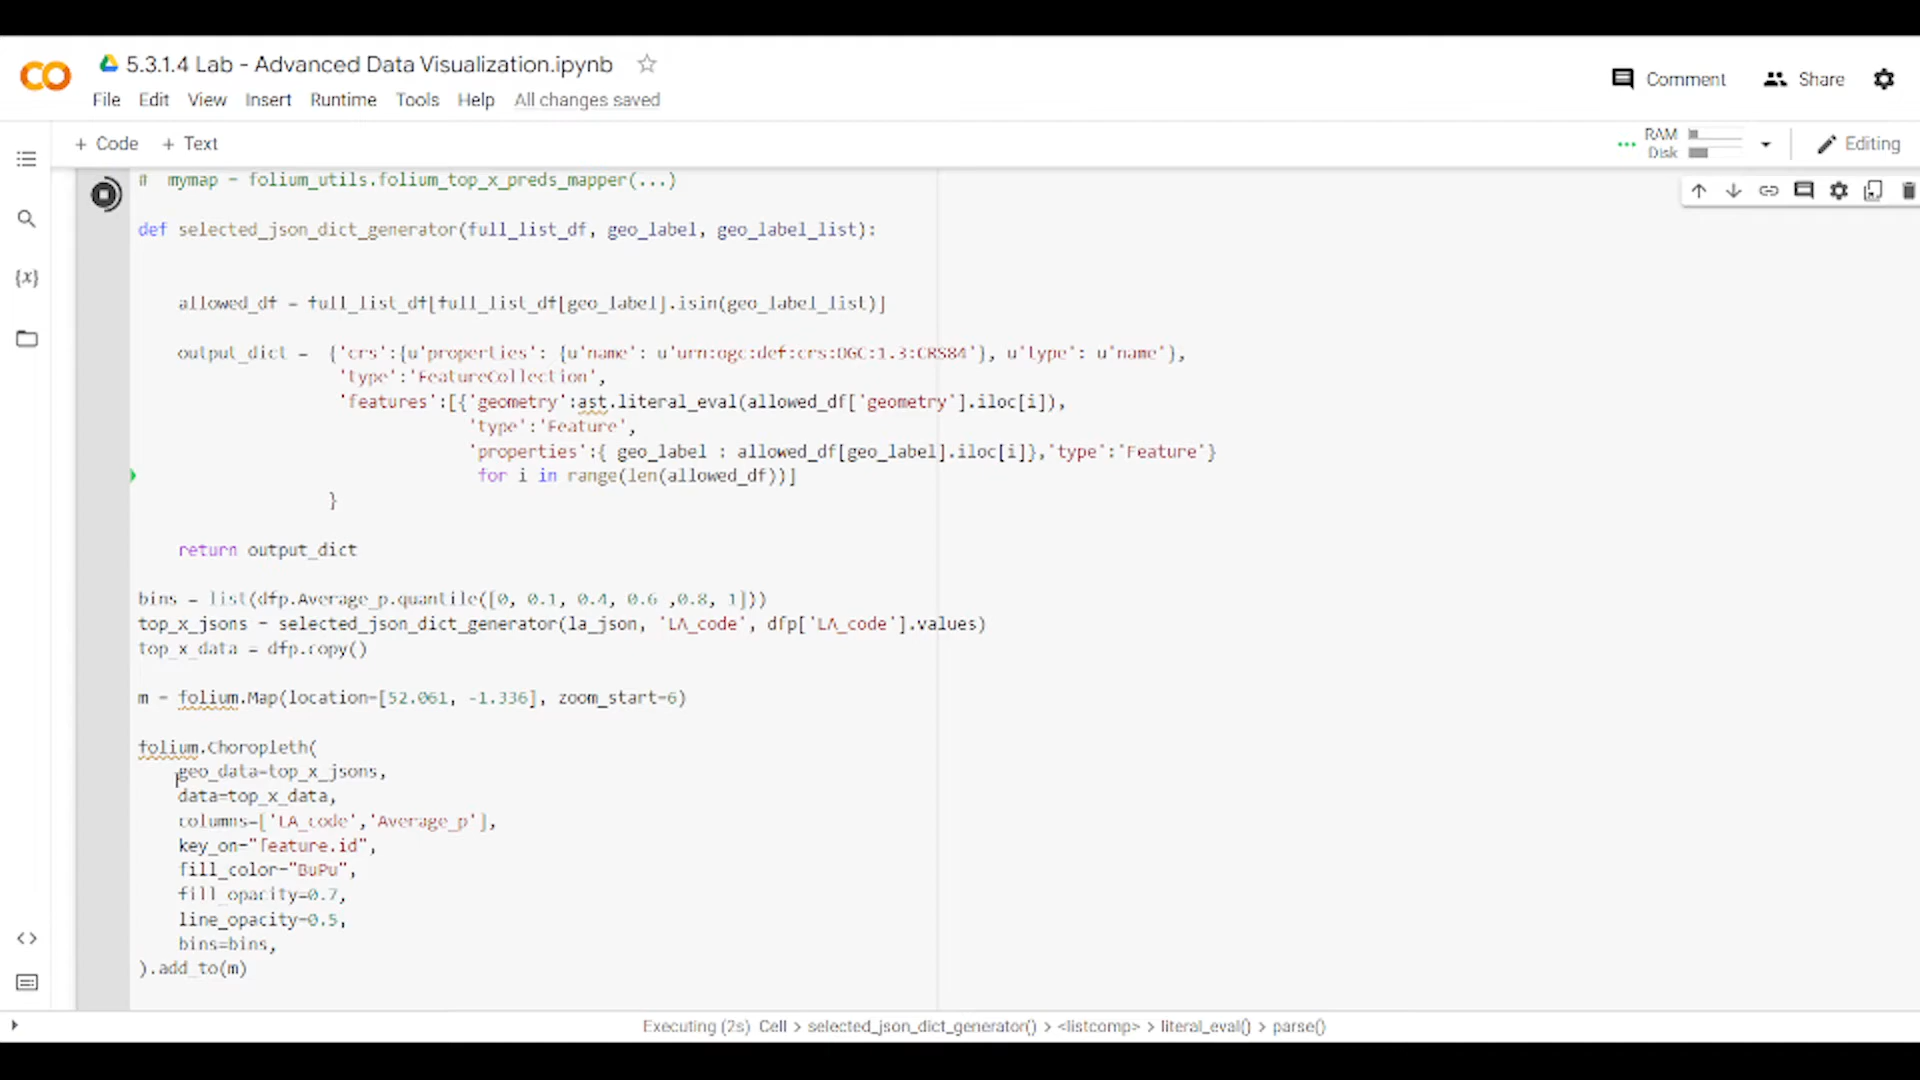 5.3.1.4 Lab - Advanced Data Visualization.ipynb
File Edit View Insert Runtime Tools Help All changes saved
Comment Share
+ Code + Text
RAM
Disk
Editing
# mymap = folium_utils.folium_top_x_preds_mapper(...)
def selected_json_dict_generator(full_list_df, geo_label, geo_label_list):
{x}
allowed_df = full_list_df[full_list_df[geo_label].isin(geo_label_list)]
output_dict = {'crs':{u'properties': {u'name': u'urn:ogc:def:crs:OGC:1.3:CRS84'}, u'type': u'name'},
'type':'FeatureCollection',
'features':[{'geometry':ast.literal_eval(allowed_df['geometry'].iloc[i]),
'type':'Feature',
'properties':{ geo_label : allowed_df[geo_label].iloc[i]},'type':'Feature'}
for i in range(len(allowed_df))]
}
return output_dict
bins = list(dfp.Average_p.quantile([0, 0.1, 0.4, 0.6 ,0.8, 1]))
top_x_jsons = selected_json_dict_generator(la_json, 'LA_code', dfp['LA_code'].values)
top_x_data = dfp.copy()
m = folium.Map(location=[52.061, -1.336], zoom_start=6)
folium.Choropleth(
geo_data=top_x_jsons,
data=top_x_data,
columns=['LA_code','Average_p'],
key_on="feature.id",
fill_color="BuPu",
fill_opacity=0.7,
line_opacity=0.5,
bins=bins,
).add_to(m)
Executing (2s) Cell > selected_json_dict_generator() > <listcomp> > literal_eval() > parse()